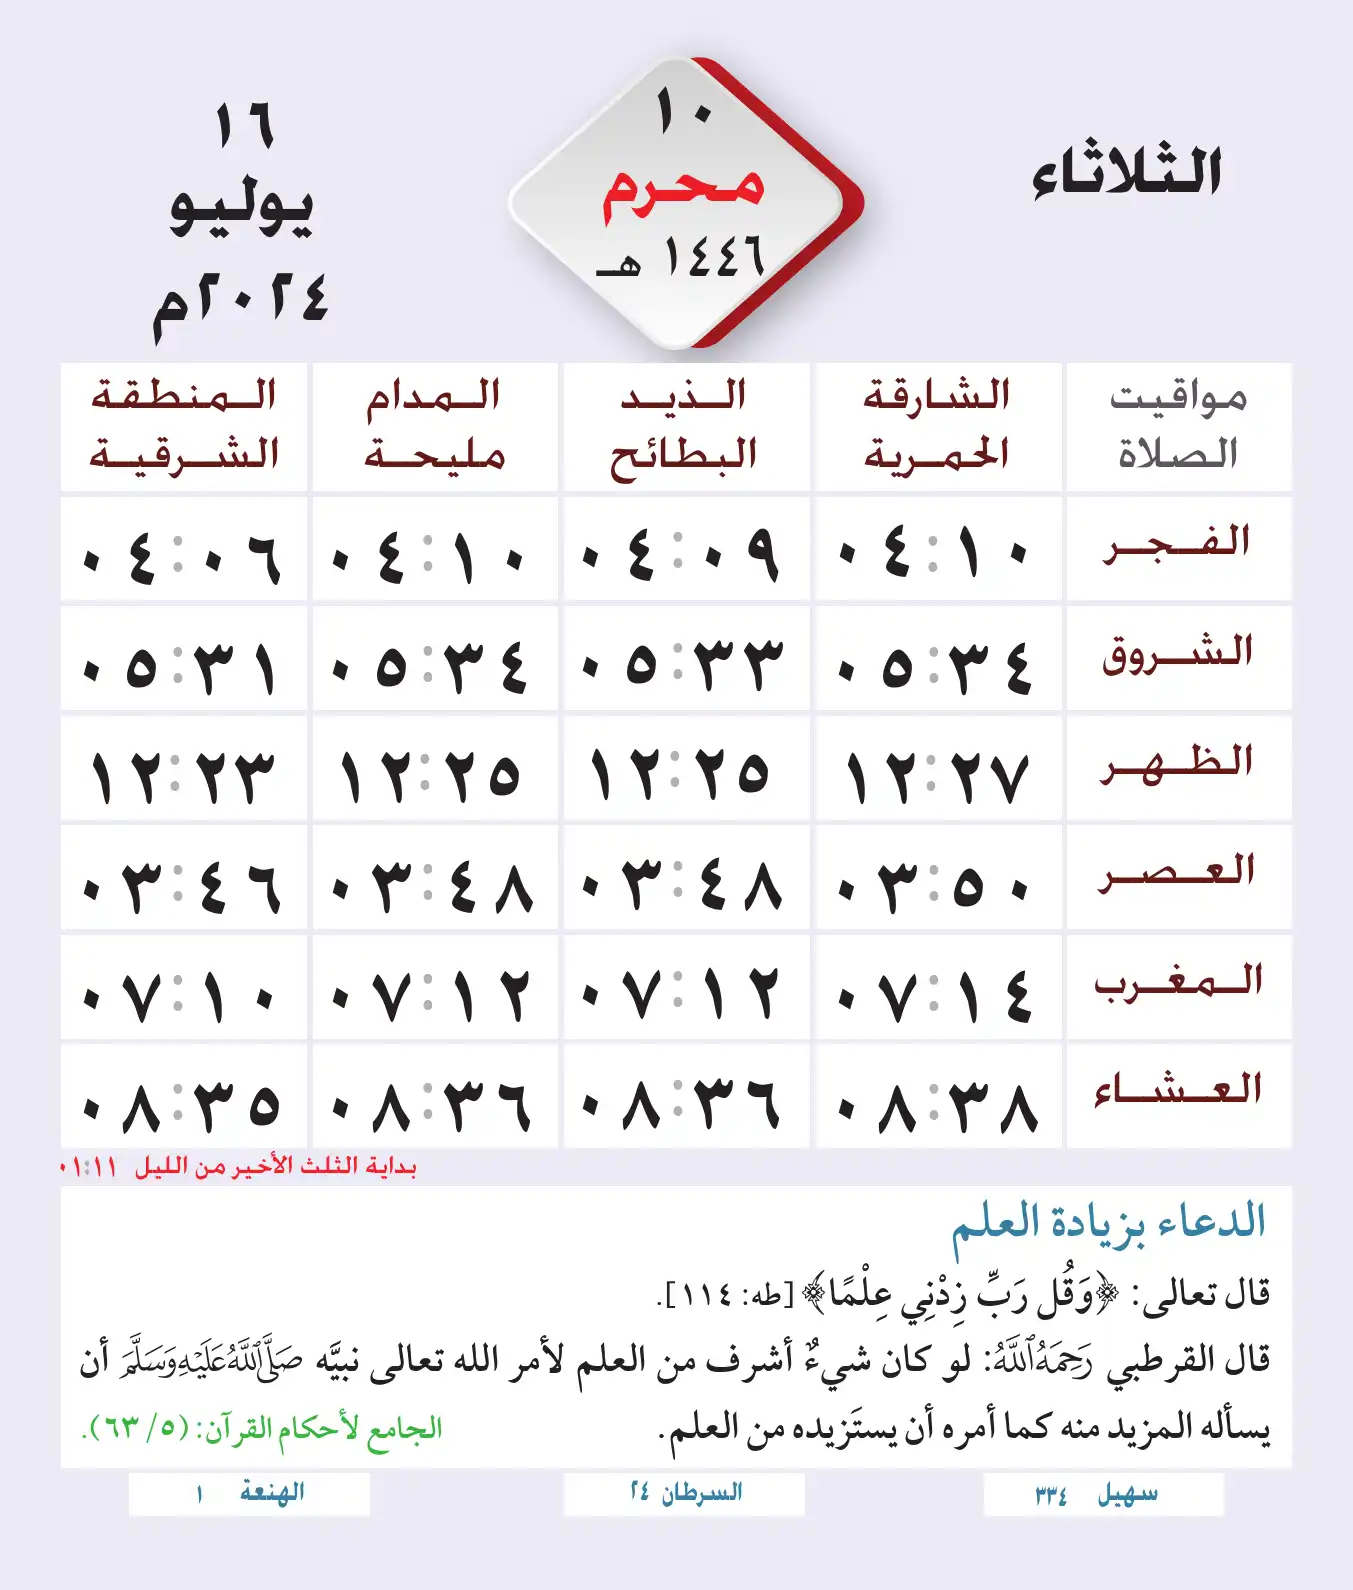 الثلاثاء
١٠
محرم
١٤٤٦ هـ
١٦
يوليو
٢٠٢٤م
مواقيت الصلاة
الشارقة الحمرية
الذيد البطائح
المدام مليحة
المنطقة الشرقية
الفجر ٠٤:١٠ ٠٤:٠٩ ٠٤:١٠ ٠٤:٠٦
الشروق ٠٥:٣٤ ٠٥:٣٣ ٠٥:٣٤ ٠٥:٣١
الظهر ١٢:٢٧ ١٢:٢٥ ١٢:٢٥ ١٢:٢٣
العصر ٠٣:٥٠ ٠٣:٤٨ ٠٣:٤٨ ٠٣:٤٦
المغرب ٠٧:١٤ ٠٧:١٢ ٠٧:١٢ ٠٧:١٠
العشاء ٠٨:٣٨ ٠٨:٣٦ ٠٨:٣٦ ٠٨:٣٥
بداية الثلث الأخير من الليل ٠١:١١
الدعاء بزيادة العلم
قال تعالى: ﴿وَقُل رَبِّ زِدْنِي عِلْمًا﴾ [طه: ١١٤].
قال القرطبي رَحِمَهُ ٱللَّهُ: لو كان شيءٌ أشرف من العلم لأمر الله تعالى نبيَّه صَلَّى ٱللَّهُ عَلَيْهِ وَسَلَّمَ أن
يسأله المزيد منه كما أمره أن يستَزيده من العلم. الجامع لأحكام القرآن: (٥/ ٦٣).
سهيل ٣٣٤
السرطان ٢٤
الهنعة ١